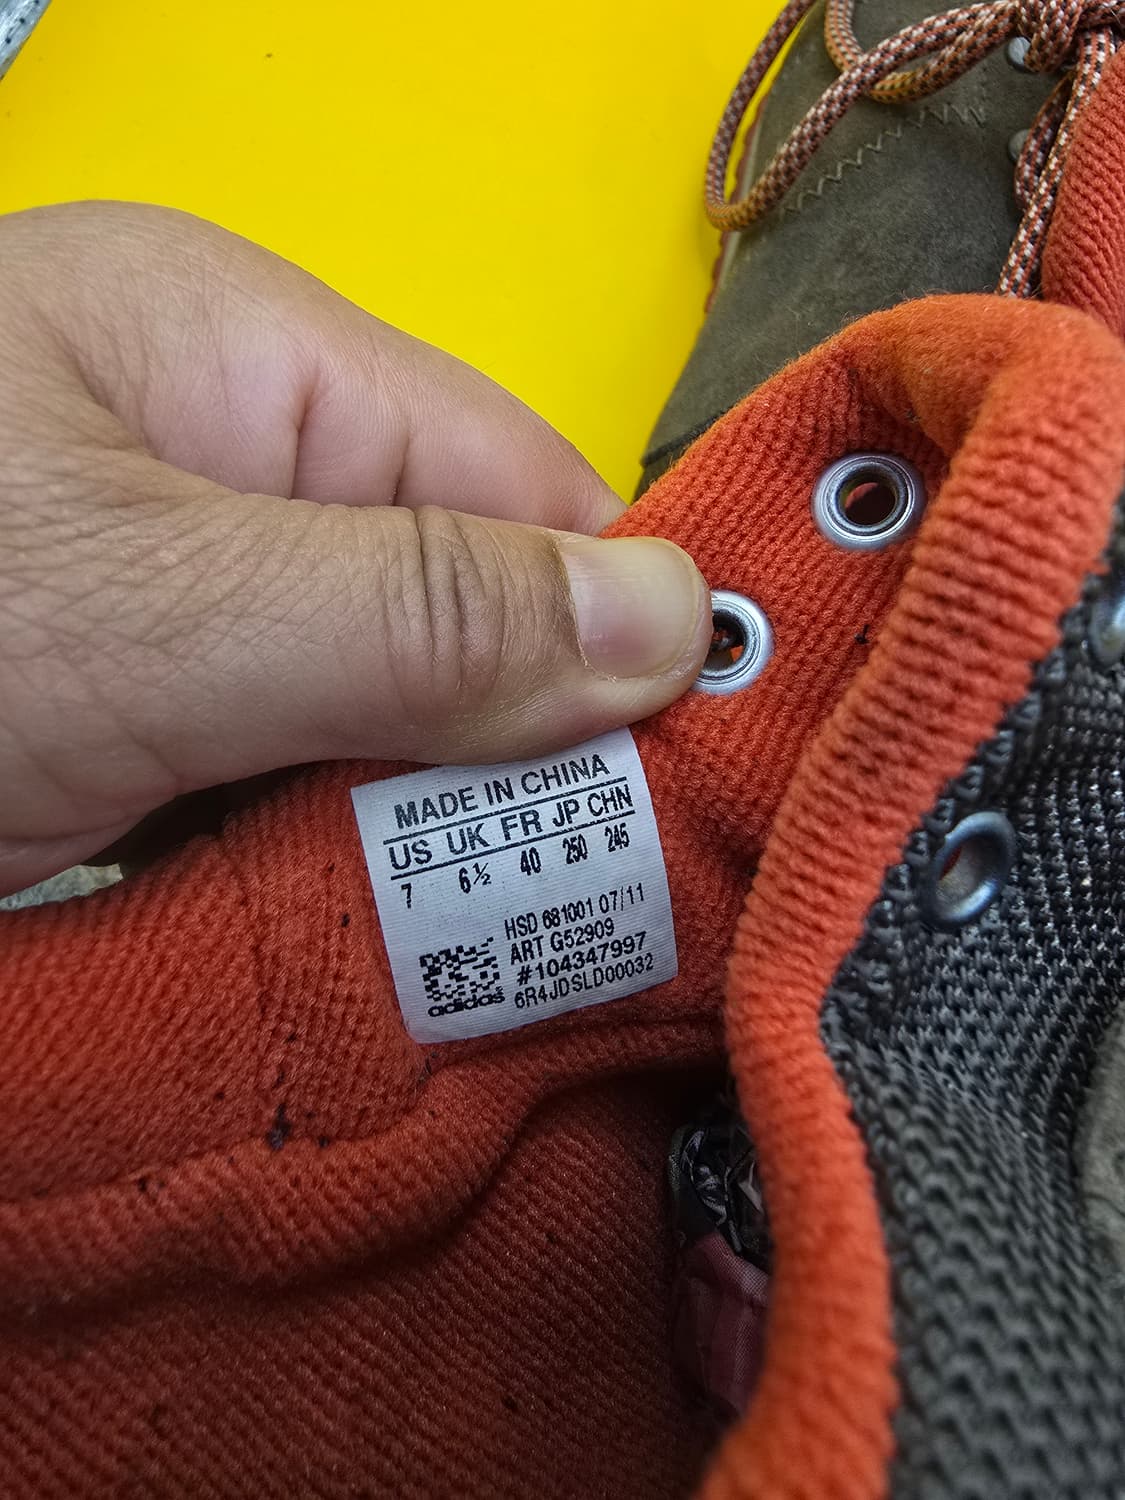 MADE IN CHINA
US UK FR JP CHN
7 6½ 40 250 245
HSD 681001 07/11
ART G52909
#104347997
6R4JDSLD00032
adidas